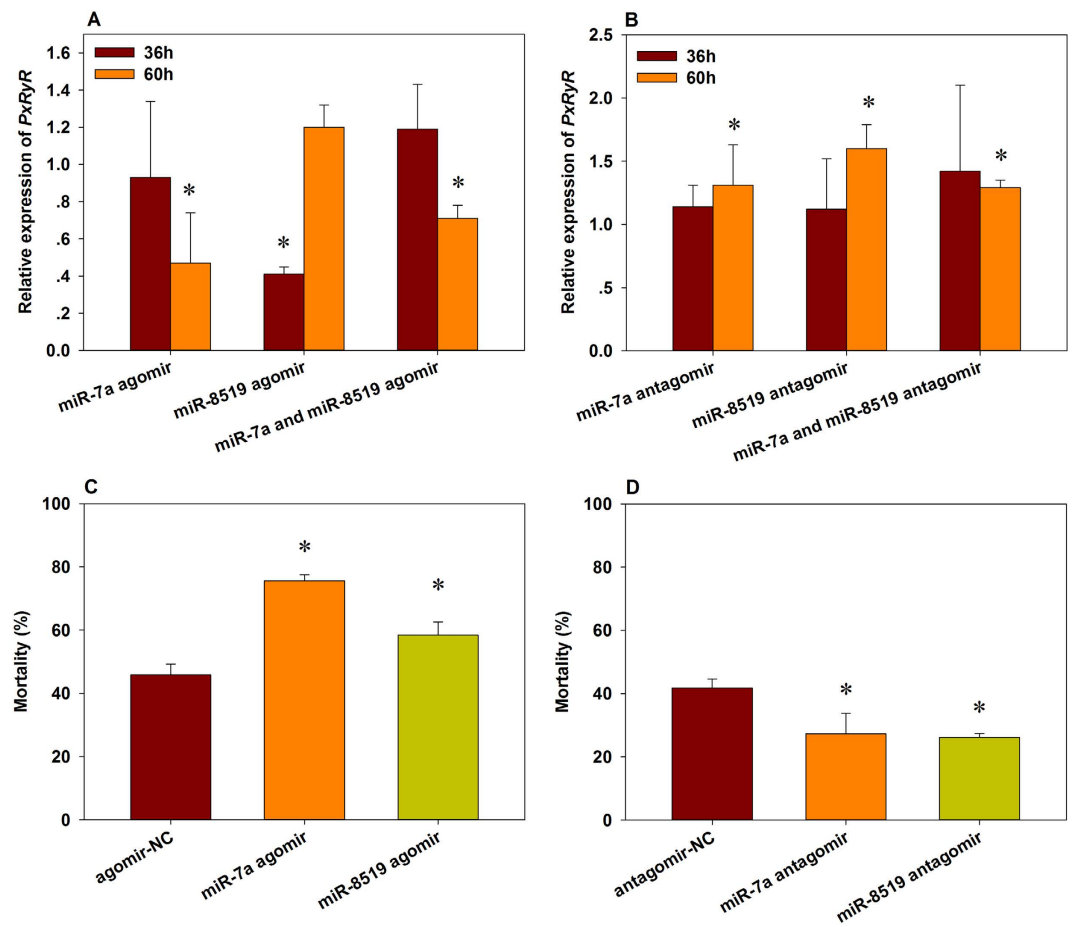 A
36h
60h
Relative expression of PxRyR
1.6
1.4
1.2
1.0
.8
.6
.4
.2
0.0
*
*
*
miR-7a agomir
miR-8519 agomir
miR-7a and miR-8519 agomir
B
36h
60h
Relative expression of PxRyR
2.5
2.0
1.5
1.0
.5
0.0
*
*
*
miR-7a antagomir
miR-8519 antagomir
miR-7a and miR-8519 antagomir
C
Mortality (%)
100
80
60
40
20
0
*
*
agomir-NC
miR-7a agomir
miR-8519 agomir
D
Mortality (%)
100
80
60
40
20
0
*
*
antagomir-NC
miR-7a antagomir
miR-8519 antagomir